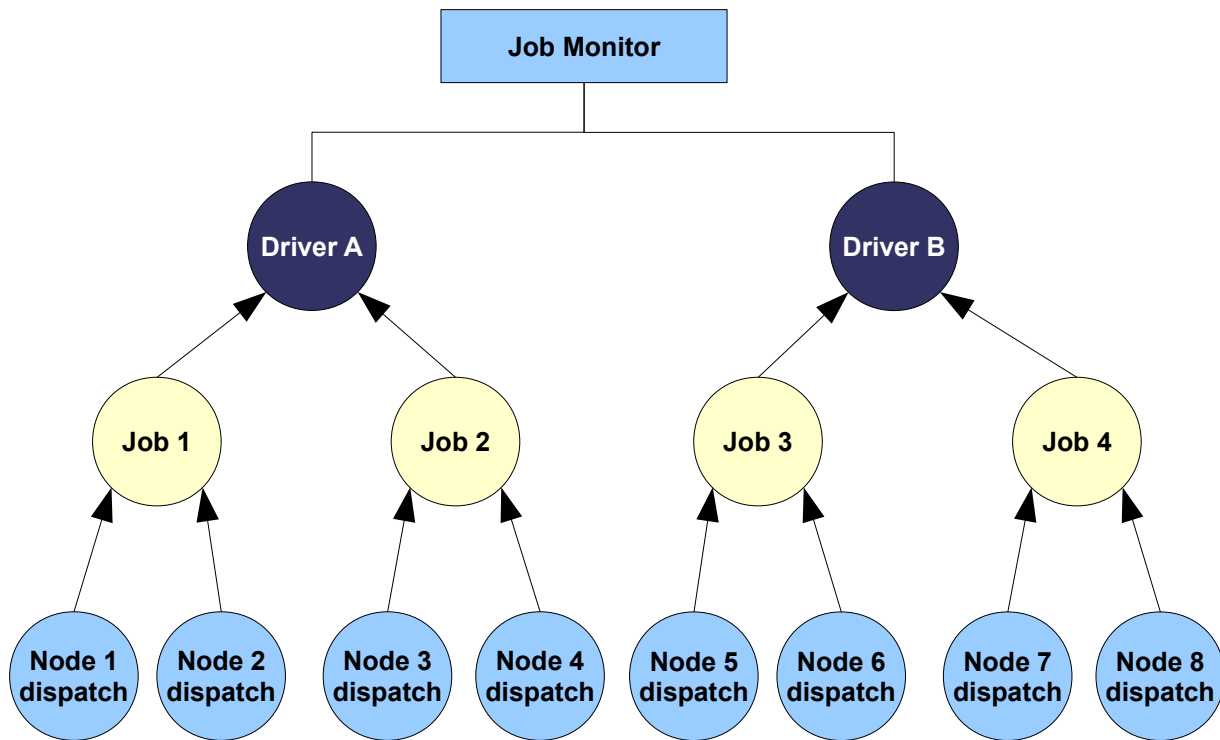 Job Monitor
Driver A
Driver B
Job 1
Job 2
Job 3
Job 4
Node 1
dispatch
Node 2
dispatch
Node 3
dispatch
Node 4
dispatch
Node 5
dispatch
Node 6
dispatch
Node 7
dispatch
Node 8
dispatch